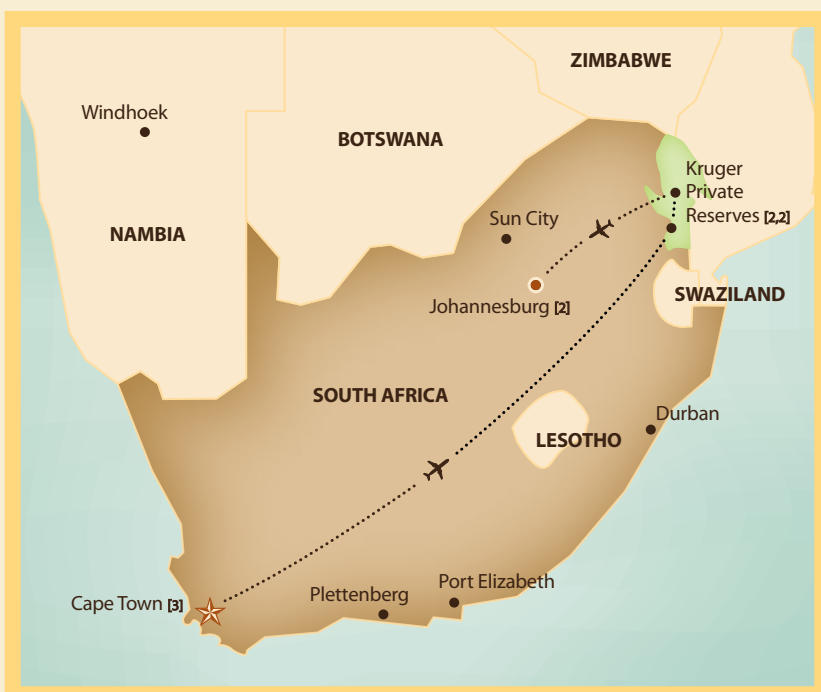 ZIMBABWE
Windhoek
BOTSWANA
Kruger
Private
Reserves [2,2]
Sun City
NAMBIA
SWAZILAND
Johannesburg [2]
SOUTH AFRICA
Durban
LESOTHO
Port Elizabeth
Plettenberg
Cape Town [3]